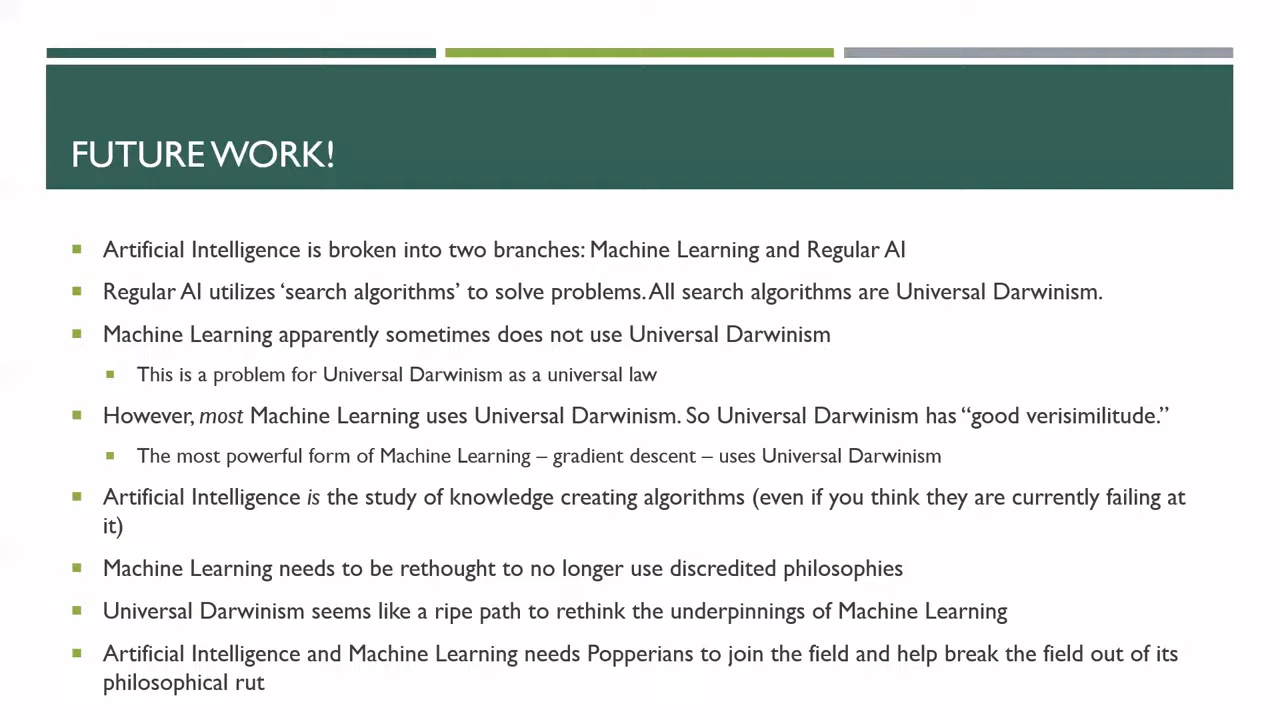 FUTURE WORK!
Artificial Intelligence is broken into two branches: Machine Learning and Regular AI
Regular AI utilizes ‘search algorithms’ to solve problems. All search algorithms are Universal Darwinism.
Machine Learning apparently sometimes does not use Universal Darwinism
This is a problem for Universal Darwinism as a universal law
However, most Machine Learning uses Universal Darwinism. So Universal Darwinism has “good verisimilitude.”
The most powerful form of Machine Learning – gradient descent – uses Universal Darwinism
Artificial Intelligence is the study of knowledge creating algorithms (even if you think they are currently failing at
it)
Machine Learning needs to be rethought to no longer use discredited philosophies
Universal Darwinism seems like a ripe path to rethink the underpinnings of Machine Learning
Artificial Intelligence and Machine Learning needs Popperians to join the field and help break the field out of its
philosophical rut